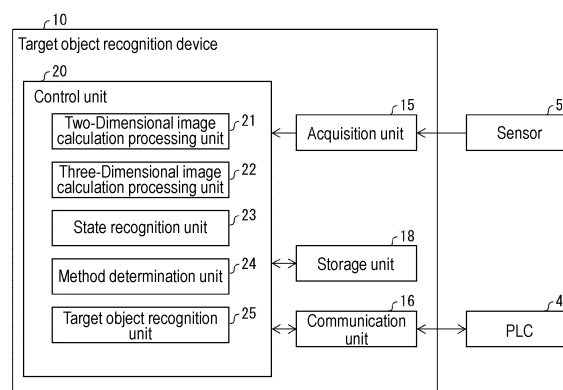 10
Target object recognition device
20
Control unit
Two-Dimensional image
calculation processing unit
21
Three-Dimensional image
calculation processing unit
22
State recognition unit
23
Method determination unit
24
Target object recognition
unit
25
15
Acquisition unit
5
Sensor
18
Storage unit
16
Communication
unit
4
PLC